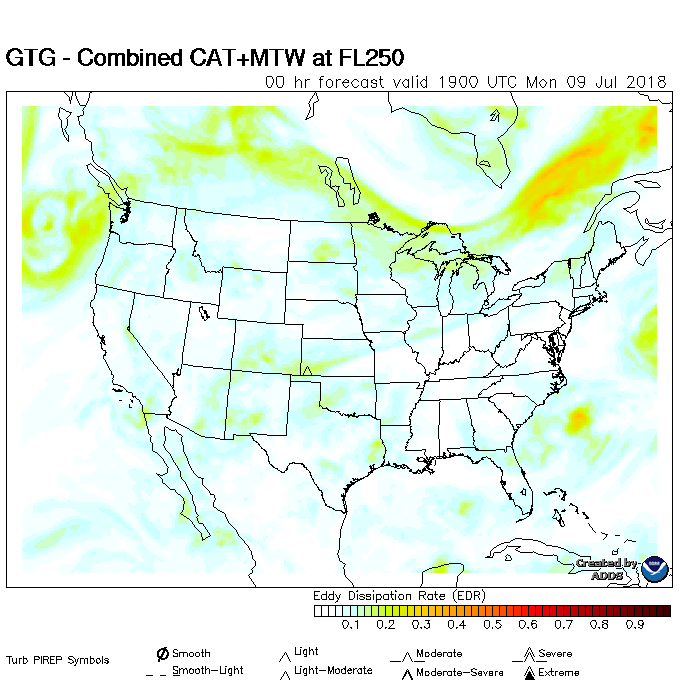 GTG - Combined CAT+MTW at FL250
00 hr forecast valid 1900 UTC Mon 09 Jul 2018
Created by
ADDS
Eddy Dissipation Rate (EDR)
0.1 0.2 0.3 0.4 0.5 0.6 0.7 0.8 0.9
Turb PIREP Symbols
Smooth Light Moderate Severe
Smooth-Light Light-Moderate Moderate-Severe Extreme